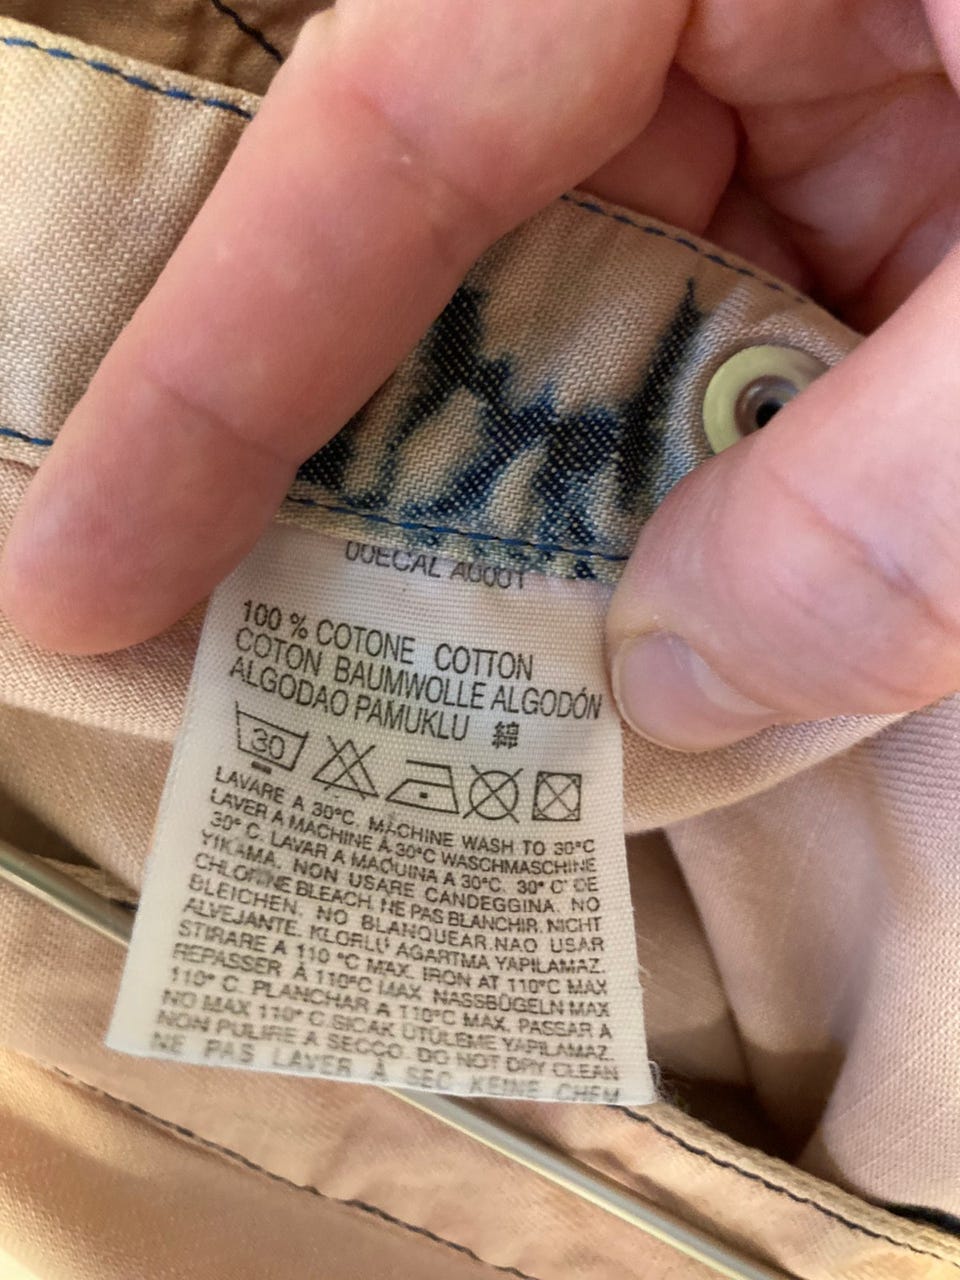 100 % COTONE COTTON
COTON BAUMWOLLE ALGODÓN
ALGODAO PAMUKLU 綿
30
LAVARE A 30°C. MACHINE WASH TO 30°C
LAVER A MACHINE À 30°C WASCHMASCHINE
30° C. LAVAR A MAQUINA A 30°C. 30° C' DE
YIKAMA. NON USARE CANDEGGINA. NO
CHLORINE BLEACH. NE PAS BLANCHIR. NICHT
BLEICHEN. NO BLANQUEAR. NAO USAR
ALVEJANTE. KLORLU AGARTMA YAPILAMAZ.
STIRARE A 110 °C MAX. IRON AT 110°C MAX
REPASSER À 110°C MAX NASSBÜGELN MAX
110° C. PLANCHAR A 110°C MAX. PASSAR A
NO MAX 110° C. SICAK ÜTÜLEME YAPILAMAZ.
NON PULIRE A SECCO. DO NOT DRY CLEAN
NE PAS LAVER À SEC KEINE CHEM